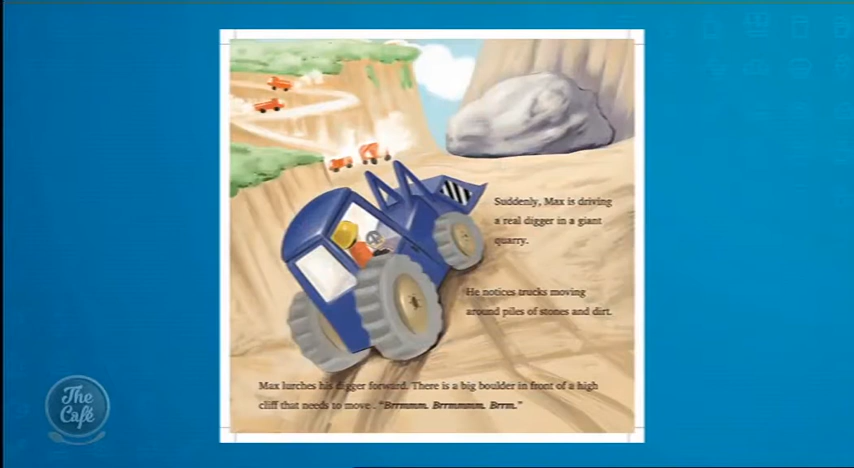 Suddenly, Max is driving
a real digger in a giant
quarry.
He notices trucks moving
around piles of stones and dirt.
Max lurches his digger forward. There is a big boulder in front of a high
cliff that needs to move . "Brrmmm. Brrmmmm. Brrm."
The
Café